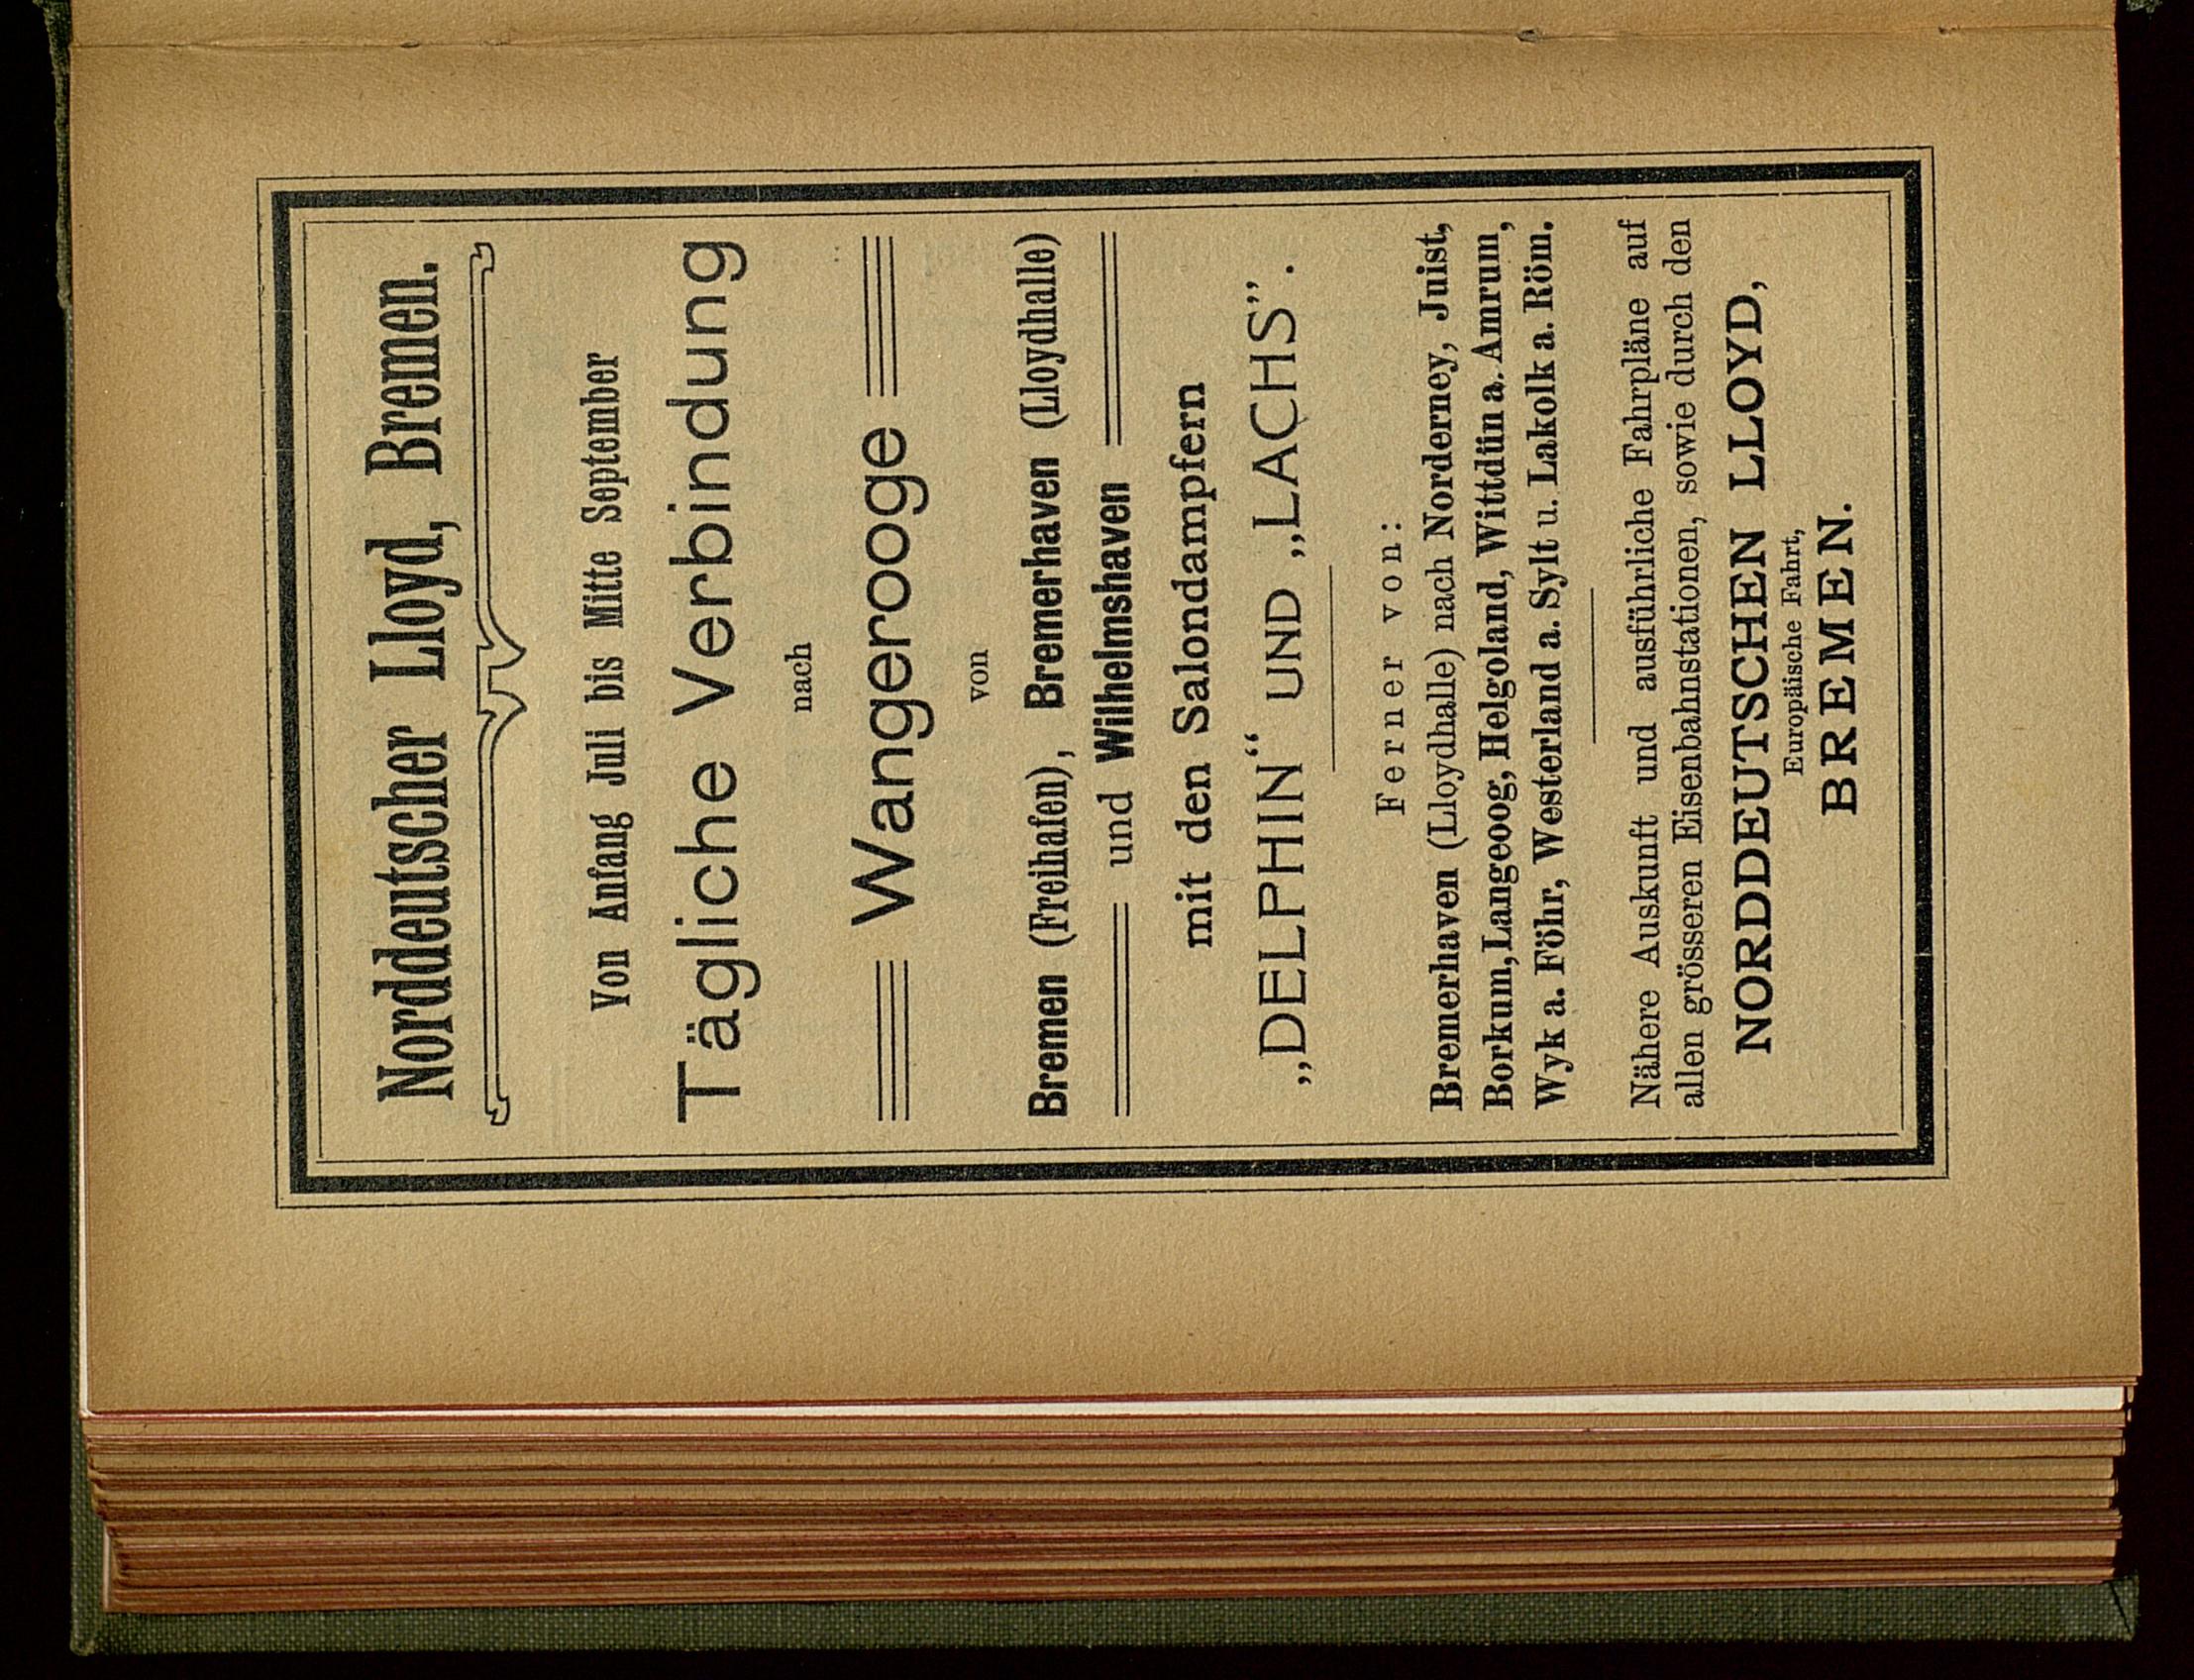 Norddeutscher Lloyd, Bremen.
Von Anfang Juli bis Mitte September
Tägliche Verbindung
nach
Wangerooge
von
Bremen (Freihafen), Bremerhaven (Lloydhalle)
und Wilhelmshaven
mit den Salondampfern
„DELPHIN“ UND „LACHS”.
Ferner von:
Bremerhaven (Lloydhalle) nach Norderney, Juist,
Borkum, Langeoog, Helgoland, Wittdün a. Amrum,
Wyk a. Föhr, Westerland a. Sylt u. Lakolk a. Röm.
Nähere Auskunft und ausführliche Fahrpläne auf
allen grösseren Eisenbahnstationen, sowie durch den
NORDDEUTSCHEN LLOYD,
Europäische Fahrt,
BREMEN.